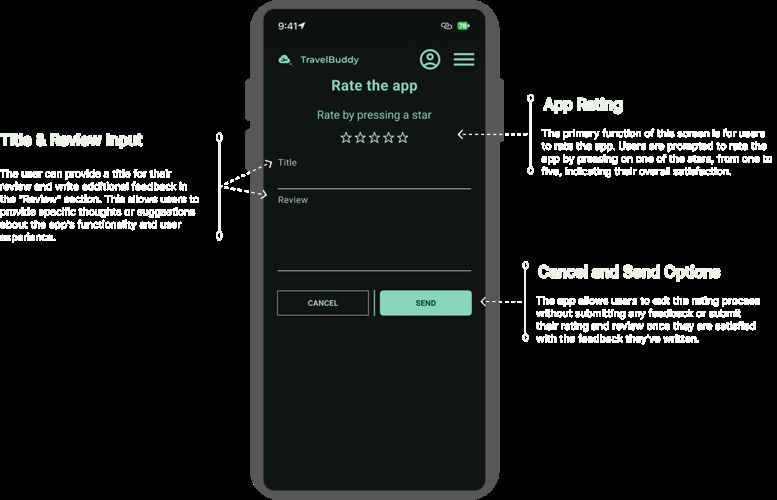 9:41
78
TravelBuddy
Rate the app
Rate by pressing a star
Title
Review
CANCEL
SEND
Title & Review Input
The user can provide a title for their
review and write additional feedback in
the "Review" section. This allows users to
provide specific thoughts or suggestions
about the app's functionality and user
experience.
App Rating
The primary function of this screen is for users
to rate the app. Users are prompted to rate the
app by pressing on one of the stars, from one to
five, indicating their overall satisfaction.
Cancel and Send Options
The app allows users to exit the rating process
without submitting any feedback or submit
their rating and review once they are satisfied
with the feedback they've written.